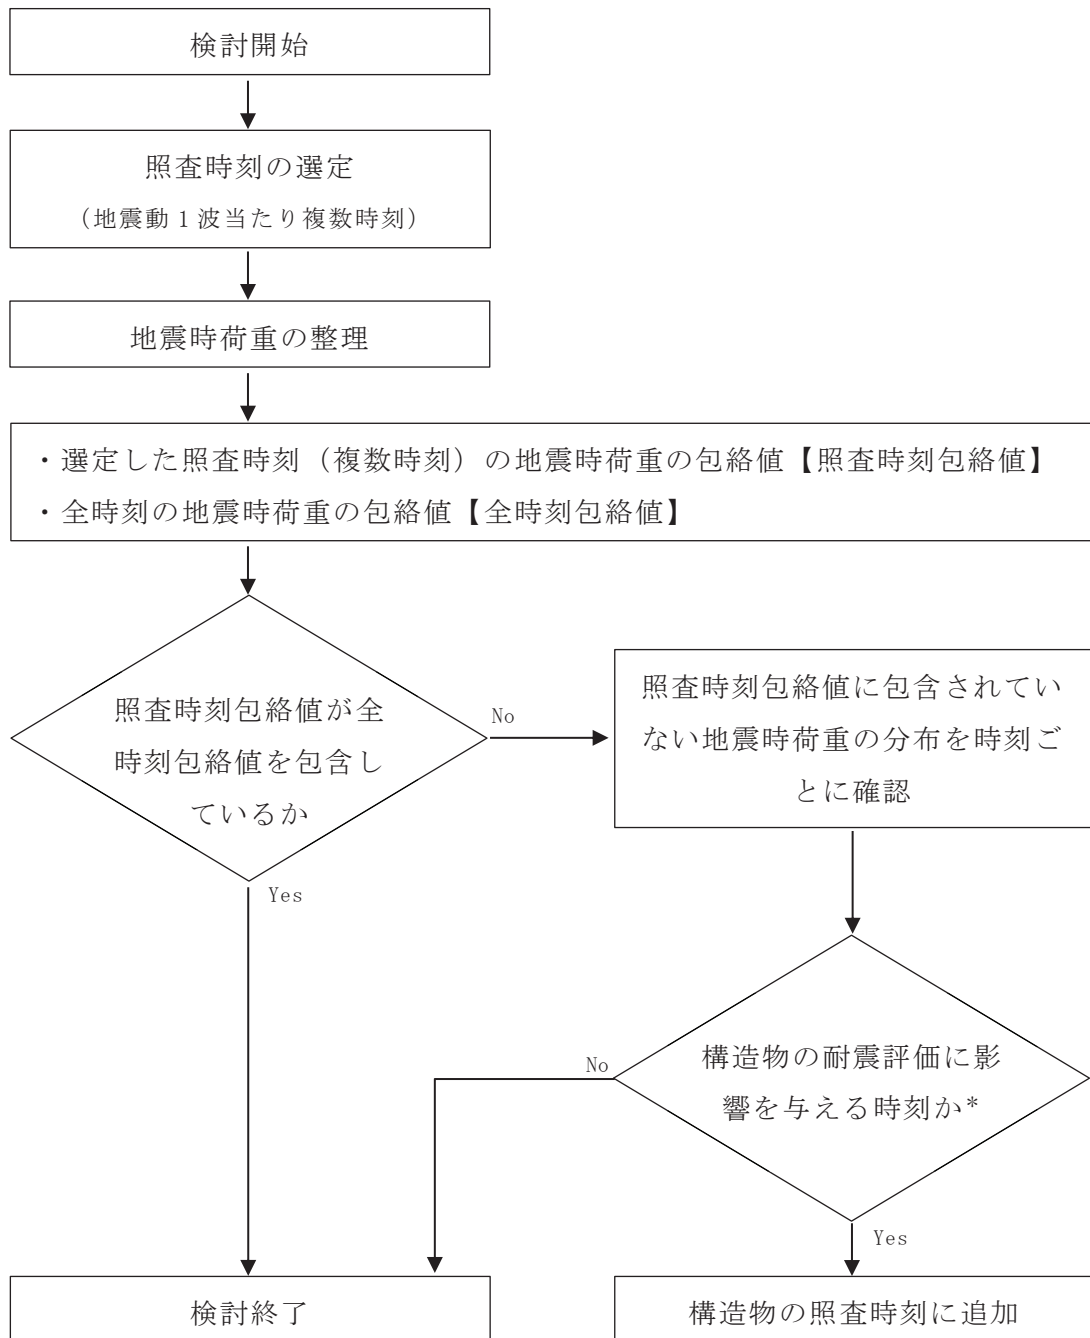 検討開始
照査時刻の選定
（地震動１波当たり複数時刻）
地震時荷重の整理
・選定した照査時刻（複数時刻）の地震時荷重の包絡値【照査時刻包絡値】
・全時刻の地震時荷重の包絡値【全時刻包絡値】
照査時刻包絡値が全
時刻包絡値を包含し
ているか
No
照査時刻包絡値に包含されてい
ない地震時荷重の分布を時刻ご
とに確認
Yes
構造物の耐震評価に影
響を与える時刻か*
No
Yes
検討終了
構造物の照査時刻に追加